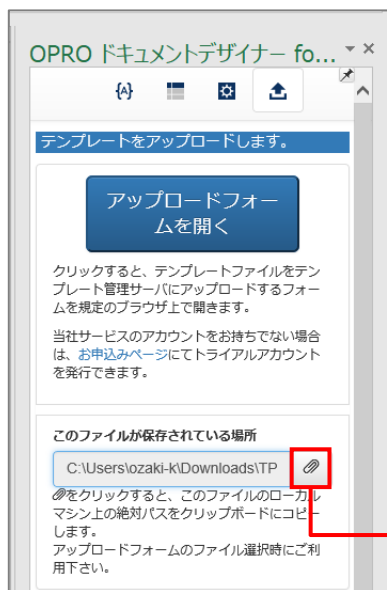 OPRO ドキュメントデザイナー fo...
{A}
テンプレートをアップロードします。
アップロードフォー
ムを開く
クリックすると、テンプレートファイルをテン
プレート管理サーバにアップロードするフォー
ムを規定のブラウザ上で開きます。
当社サービスのアカウントをお持ちでない場合
は、お申込みページにてトライアルアカウント
を発行できます。
このファイルが保存されている場所
C:\Users\ozaki-k\Downloads\TP
をクリックすると、このファイルのローカル
マシン上の絶対パスをクリップボードにコピー
します。
アップロードフォームのファイル選択時にご利
用下さい。